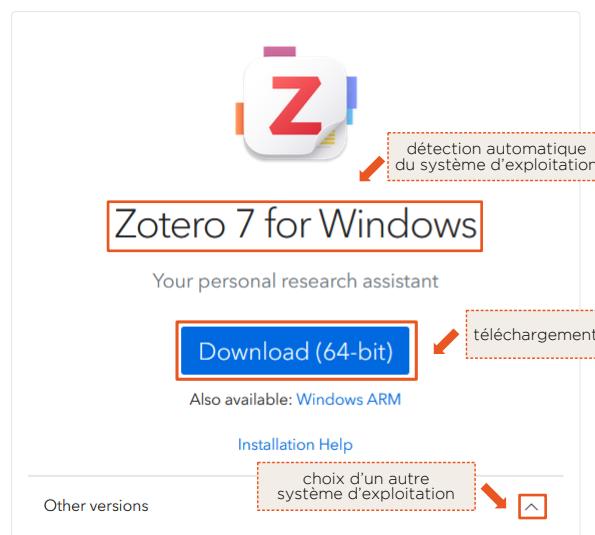 Z
détection automatique
du système d'exploitation
Zotero 7 for Windows
Your personal research assistant
Download (64-bit)
téléchargement
Also available: Windows ARM
Installation Help
choix d'un autre
système d'exploitation
Other versions